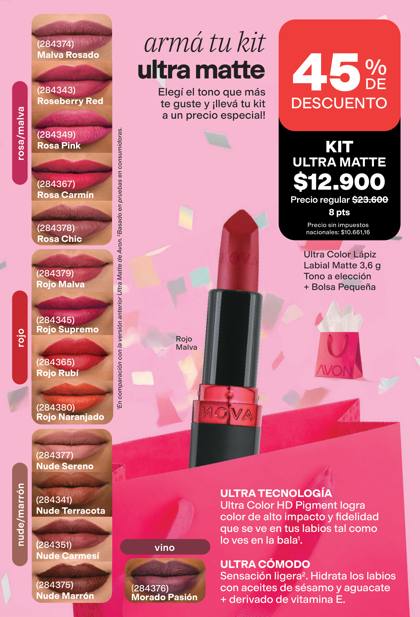 armá tu kit
ultra matte
Elegí el tono que más
te guste y ¡llevá tu kit
a un precio especial!
45%
DE
DESCUENTO
KIT
ULTRA MATTE
$12.900
Precio regular $23.600
8 pts
Precio sin impuestos
nacionales: $10.661,16
Ultra Color Lápiz
Labial Matte 3,6 g
Tono a elección
+ Bolsa Pequeña
AVON
rosa/malva
(284374)
Malva Rosado
(284343)
Roseberry Red
(284349)
Rosa Pink
(284367)
Rosa Carmín
(284378)
Rosa Chic
rojo
(284379)
Rojo Malva
(284345)
Rojo Supremo
(284365)
Rojo Rubí
(284380)
Rojo Naranjado
nude/marrón
(284377)
Nude Sereno
(284341)
Nude Terracota
(284351)
Nude Carmesí
(284375)
Nude Marrón
vino
(284376)
Morado Pasión
¹En comparación con la versión anterior Ultra Matte de Avon. ²Basado en pruebas en consumidoras.
Rojo
Malva
ULTRA TECNOLOGÍA
Ultra Color HD Pigment logra
color de alto impacto y fidelidad
que se ve en tus labios tal como
lo ves en la bala¹.
ULTRA CÓMODO
Sensación ligera². Hidrata los labios
con aceites de sésamo y aguacate
+ derivado de vitamina E.